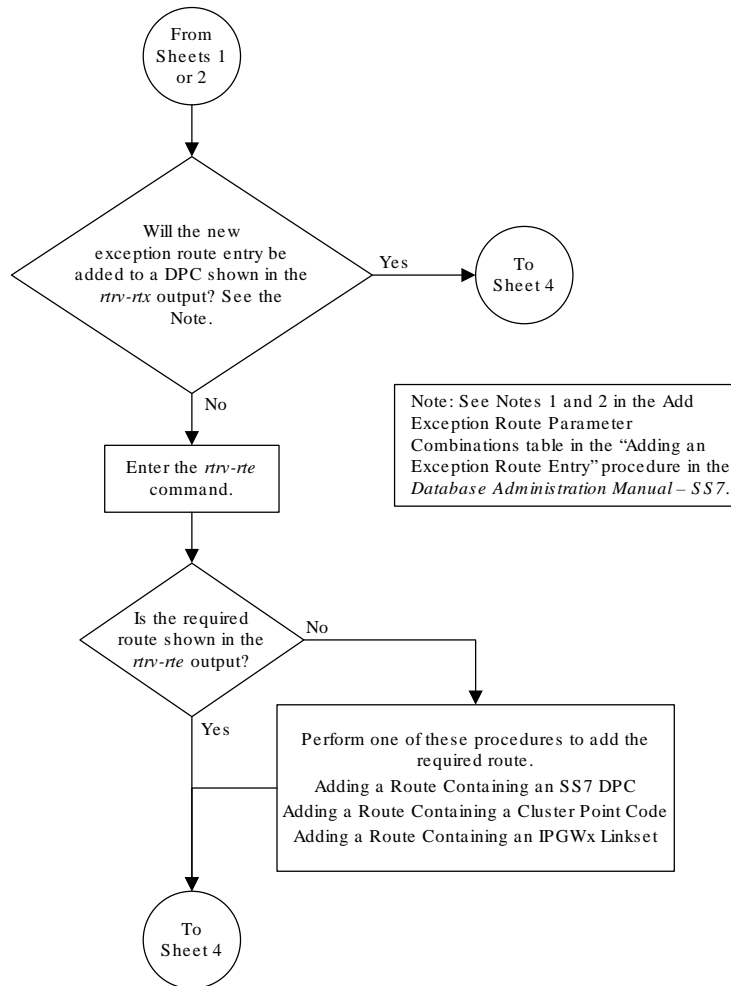 From
Sheets 1
or 2
Will the new
exception route entry be
added to a DPC shown in the
rtrv-rtx output? See the
Note.
Yes
To
Sheet 4
No
Note: See Notes 1 and 2 in the Add
Exception Route Parameter
Combinations table in the “Adding an
Exception Route Entry” procedure in the
Database Administration Manual – SS7.
Enter the rtrv-rte
command.
Is the required
route shown in the
rtrv-rte output?
No
Yes
Perform one of these procedures to add the
required route.
Adding a Route Containing an SS7 DPC
Adding a Route Containing a Cluster Point Code
Adding a Route Containing an IPGWx Linkset
To
Sheet 4